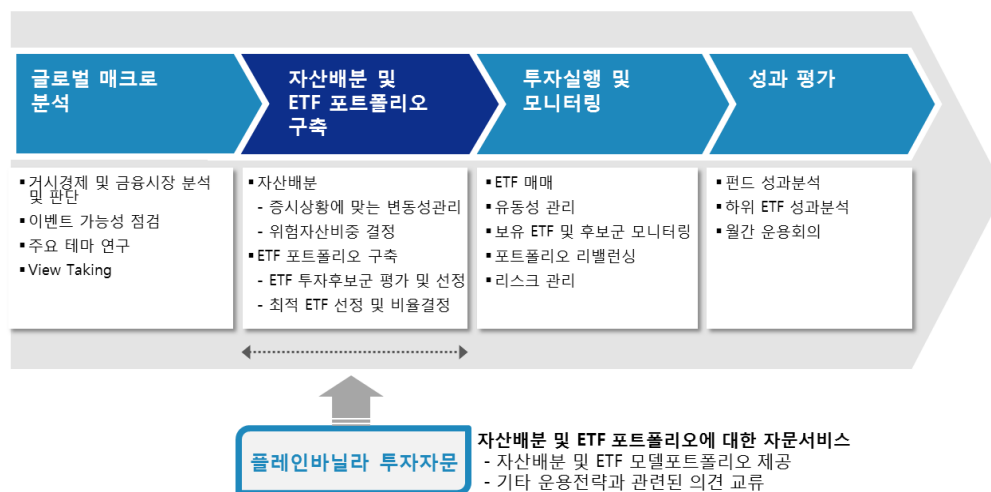 글로벌 매크로
분석
자산배분 및
ETF 포트폴리오
구축
투자실행 및
모니터링
성과 평가
▪거시경제 및 금융시장 분석
및 판단
▪이벤트 가능성 점검
▪주요 테마 연구
▪View Taking
▪자산배분
- 증시상황에 맞는 변동성관리
- 위험자산비중 결정
▪ETF 포트폴리오 구축
- ETF 투자후보군 평가 및 선정
- 최적 ETF 선정 및 비율결정
▪ETF 매매
▪유동성 관리
▪보유 ETF 및 후보군 모니터링
▪포트폴리오 리밸런싱
▪리스크 관리
▪펀드 성과분석
▪하위 ETF 성과분석
▪월간 운용회의
플레인바닐라 투자자문
자산배분 및 ETF 포트폴리오에 대한 자문서비스
- 자산배분 및 ETF 모델포트폴리오 제공
- 기타 운용전략과 관련된 의견 교류